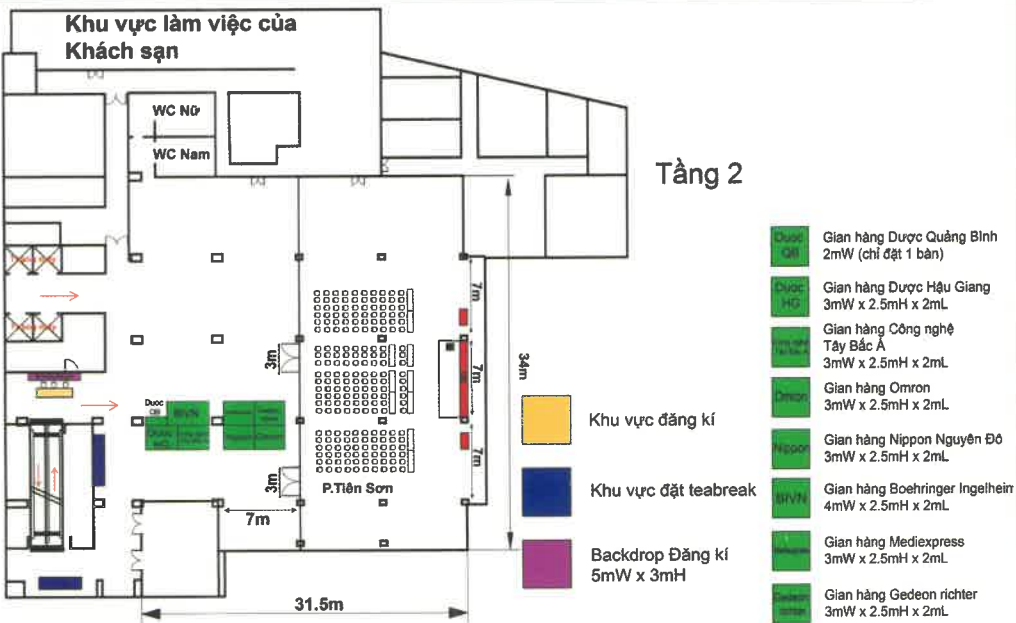 Khu vực làm việc của
Khách sạn
WC Nữ
WC Nam
Tầng 2
7m
3m
7m
34m
3m
7m
P.Tiên Sơn
7m
31.5m
Duoc
QB
BIVN
Khu vực đăng kí
Khu vực đặt teabreak
Backdrop Đăng kí
5mW x 3mH
Duoc
QB
Gian hàng Dược Quảng Bình
2mW (chỉ đặt 1 bàn)
Duoc
HG
Gian hàng Dược Hậu Giang
3mW x 2.5mH x 2mL
Gian hàng Công nghệ
Tây Bắc Á
3mW x 2.5mH x 2mL
Omron
Gian hàng Omron
3mW x 2.5mH x 2mL
Nippon
Gian hàng Nippon Nguyên Đô
3mW x 2.5mH x 2mL
BIVN
Gian hàng Boehringer Ingelheim
4mW x 2.5mH x 2mL
Gian hàng Mediexpress
3mW x 2.5mH x 2mL
Gedeon
richter
Gian hàng Gedeon richter
3mW x 2.5mH x 2mL